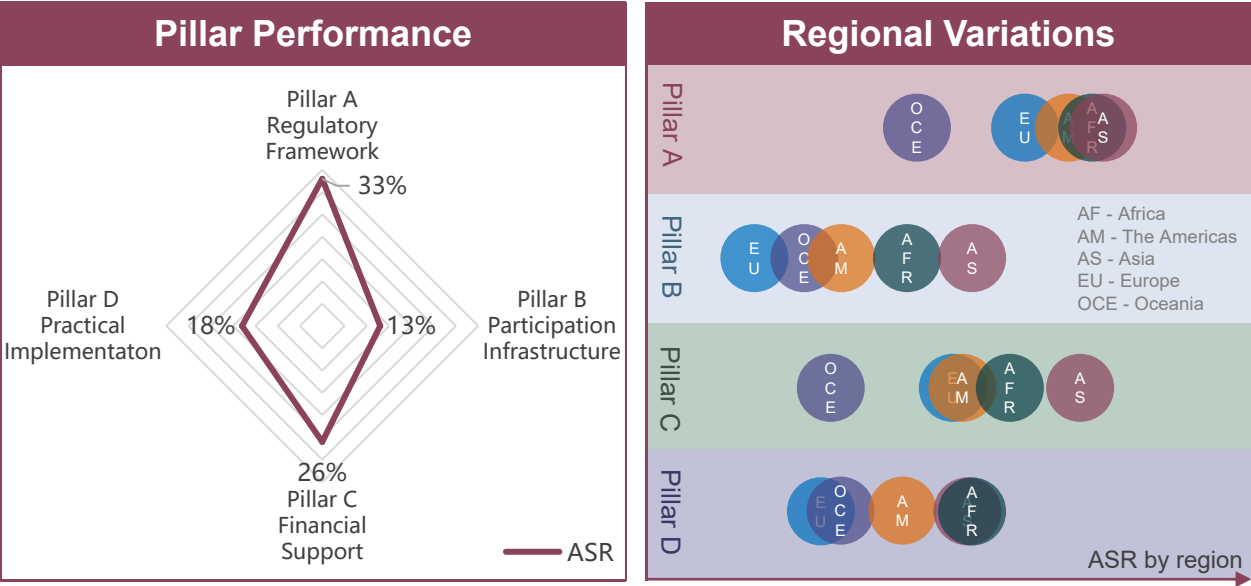 Pillar Performance
Pillar A
Regulatory
Framework
33%
Pillar D
Practical
Implementaton
18%
13%
Pillar B
Participation
Infrastructure
26%
Pillar C
Financial
Support
ASR
Regional Variations
Pillar A
OCE
EU
AM
AFR
AS
Pillar B
EU
OCE
AM
AFR
AS
AF - Africa
AM - The Americas
AS - Asia
EU - Europe
OCE - Oceania
Pillar C
OCE
EU
AM
AFR
AS
Pillar D
EU
OCE
AM
AS
AFR
ASR by region